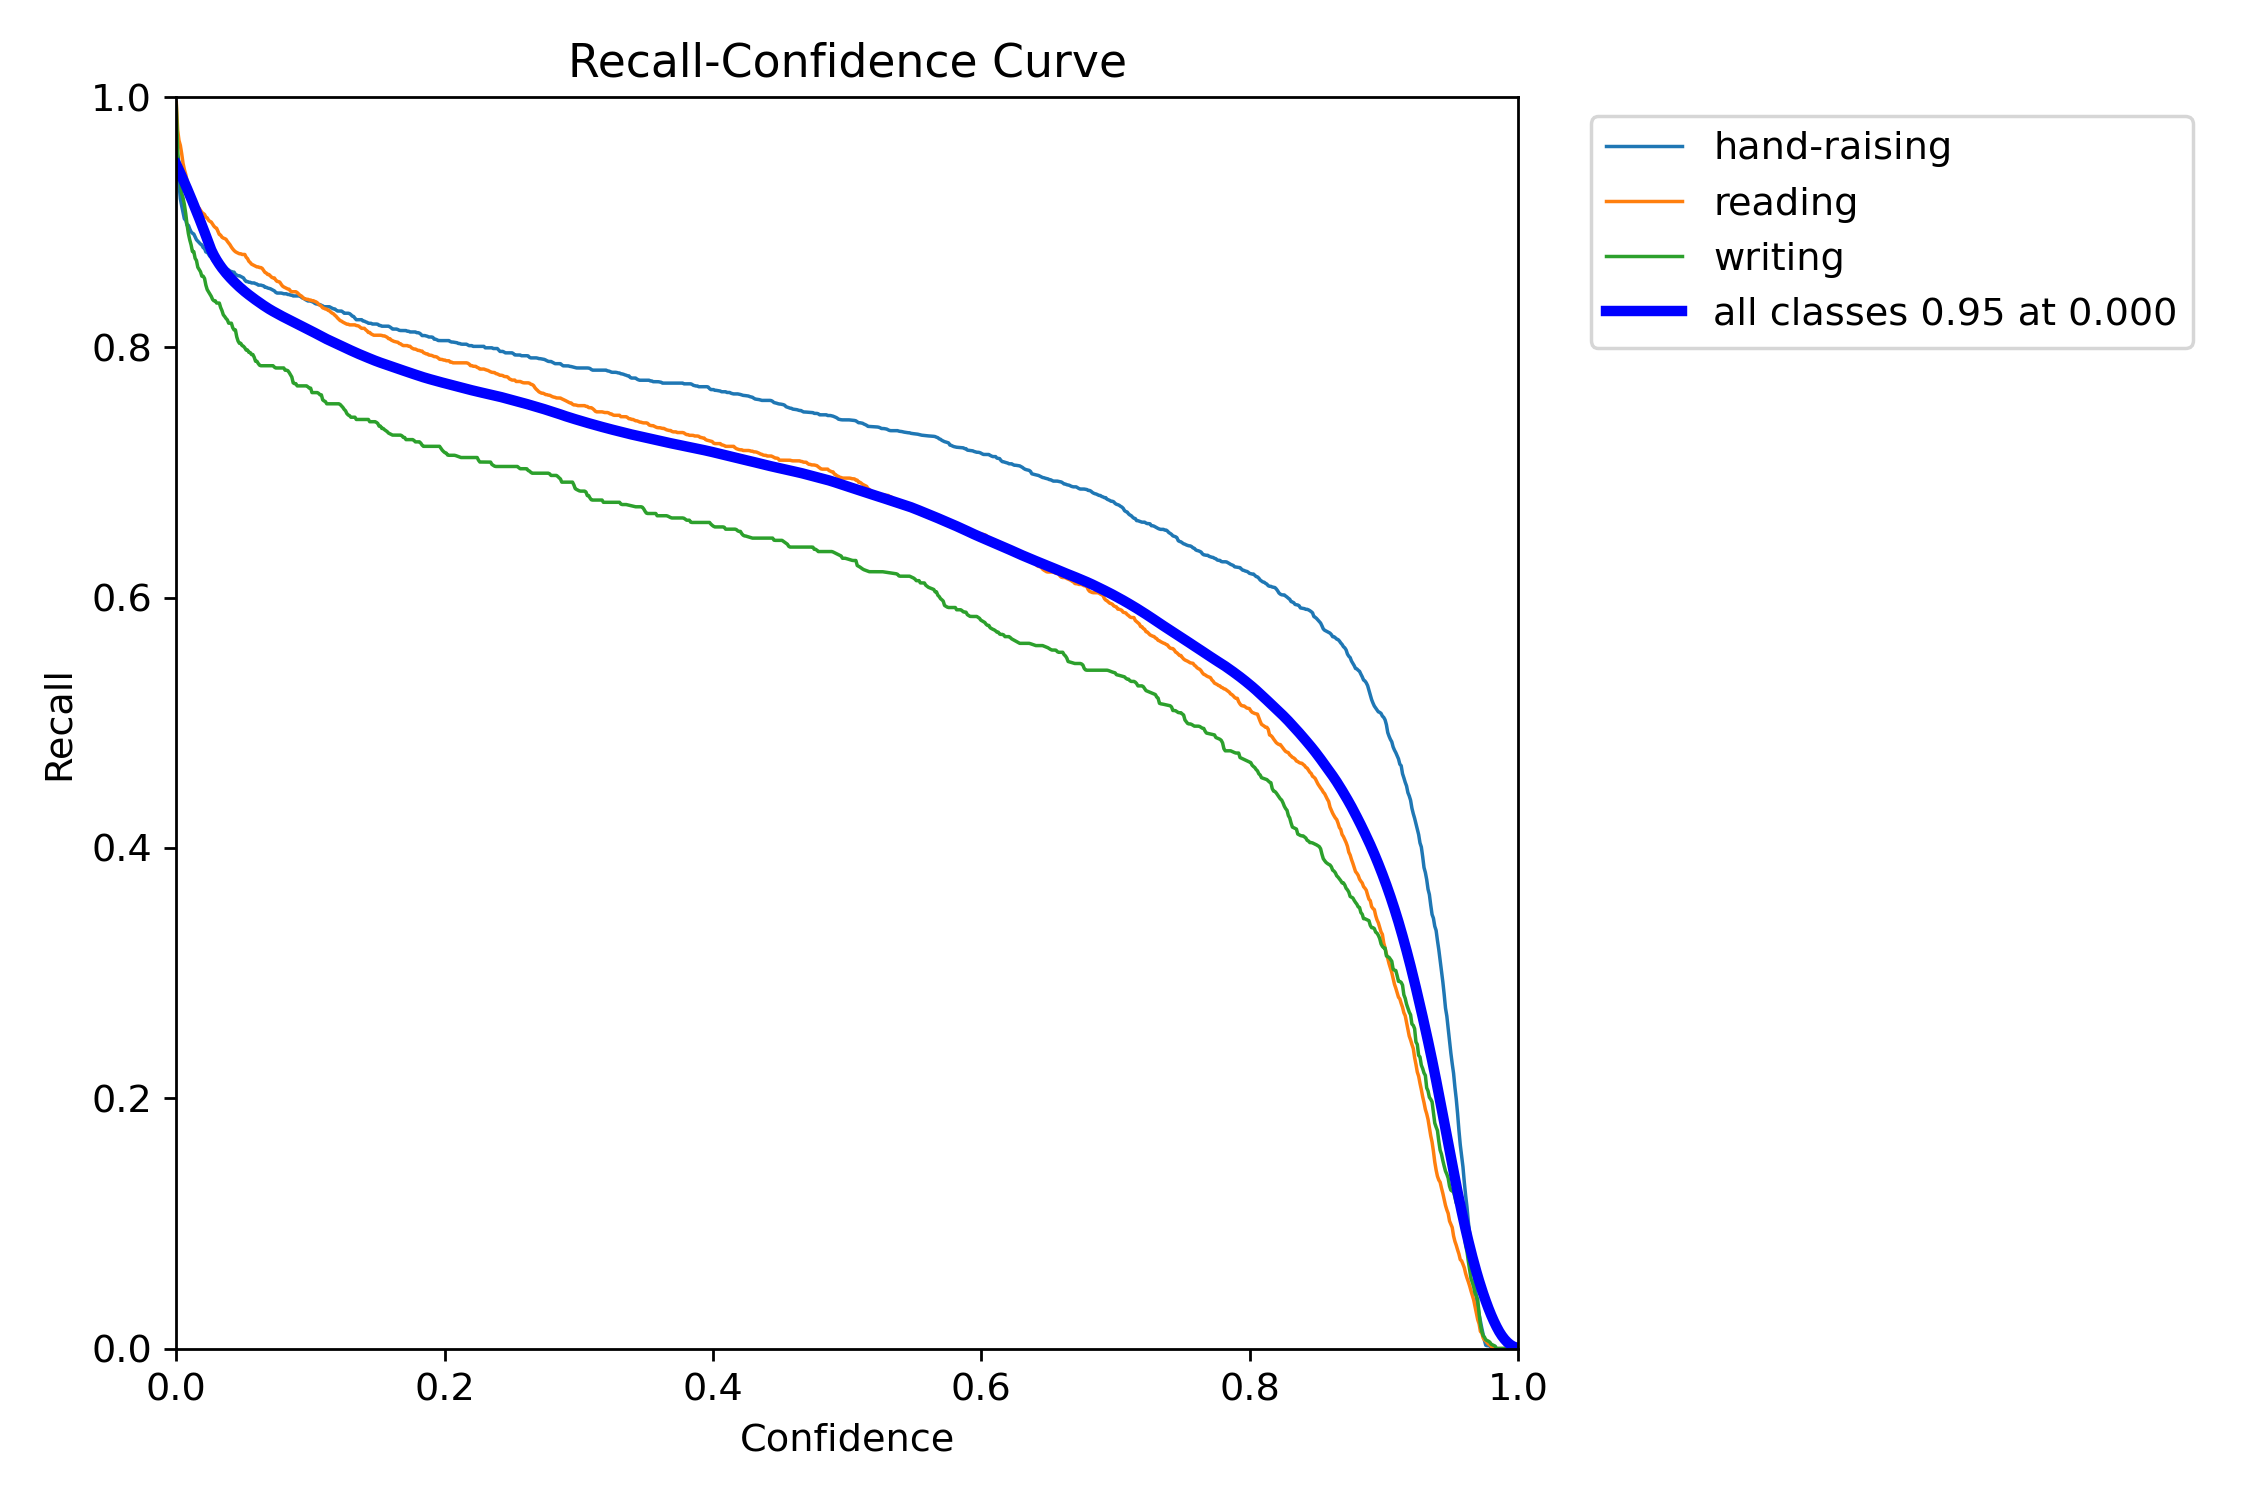 Recall-Confidence Curve
hand-raising
reading
writing
all classes 0.95 at 0.000
1.0
0.8
0.6
0.4
0.2
0.0
Recall
0.0 0.2 0.4 0.6 0.8 1.0
Confidence